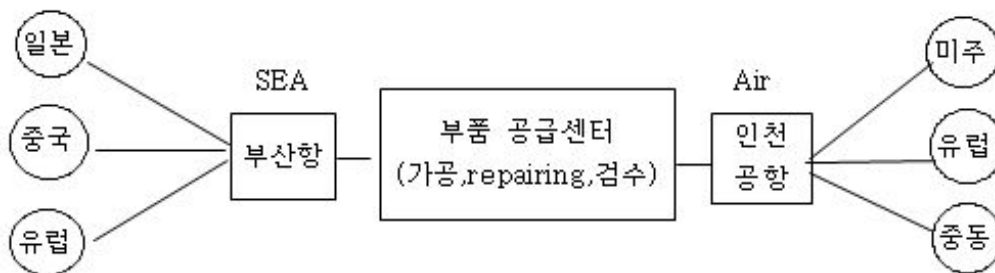 일본
중국
유럽
SEA
부산항
부품 공급센터
(가공,repairing,검수)
Air
인천
공항
미주
유럽
중동